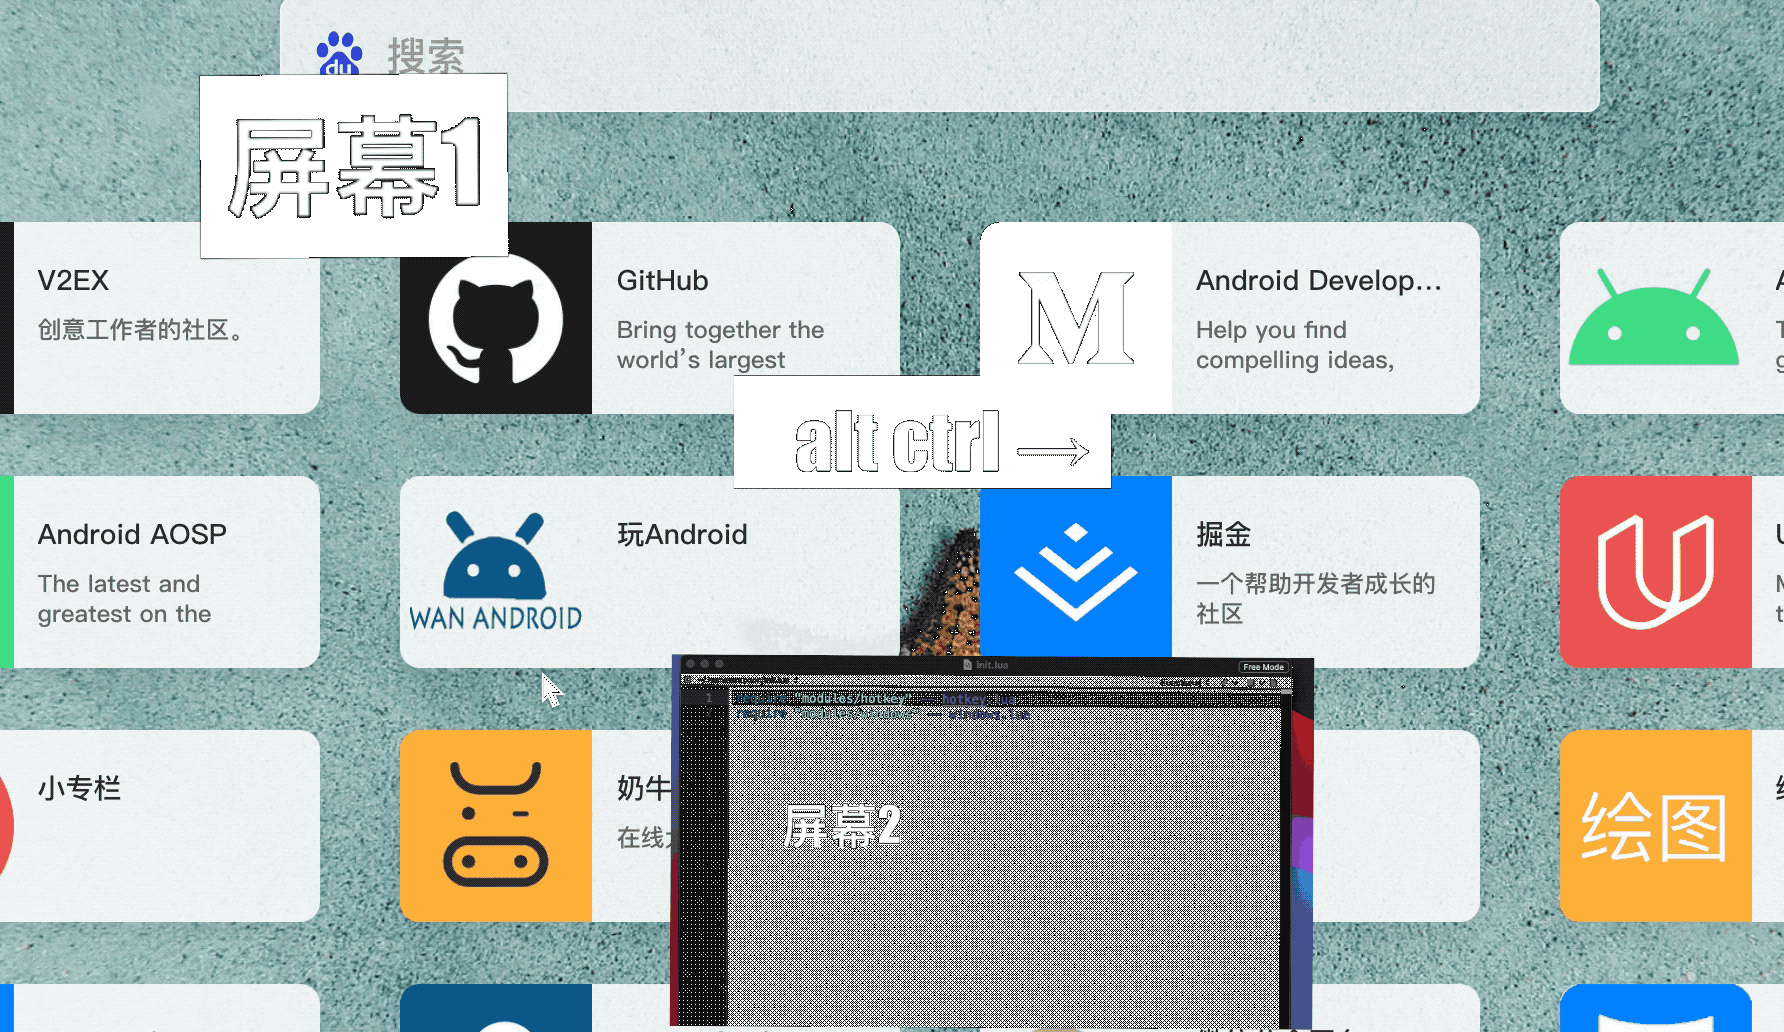 du 搜索
屏幕1
V2EX
创意工作者的社区。
GitHub
Bring together the
world's largest
M
Android Develop...
Help you find
compelling ideas,
alt ctrl →
Android AOSP
The latest and
greatest on the
WAN ANDROID
玩Android
掘金
一个帮助开发者成长的
社区
小专栏
奶牛
在线
绘图
init.lua
Free Mode
1
"modules/hotkey"
屏幕2